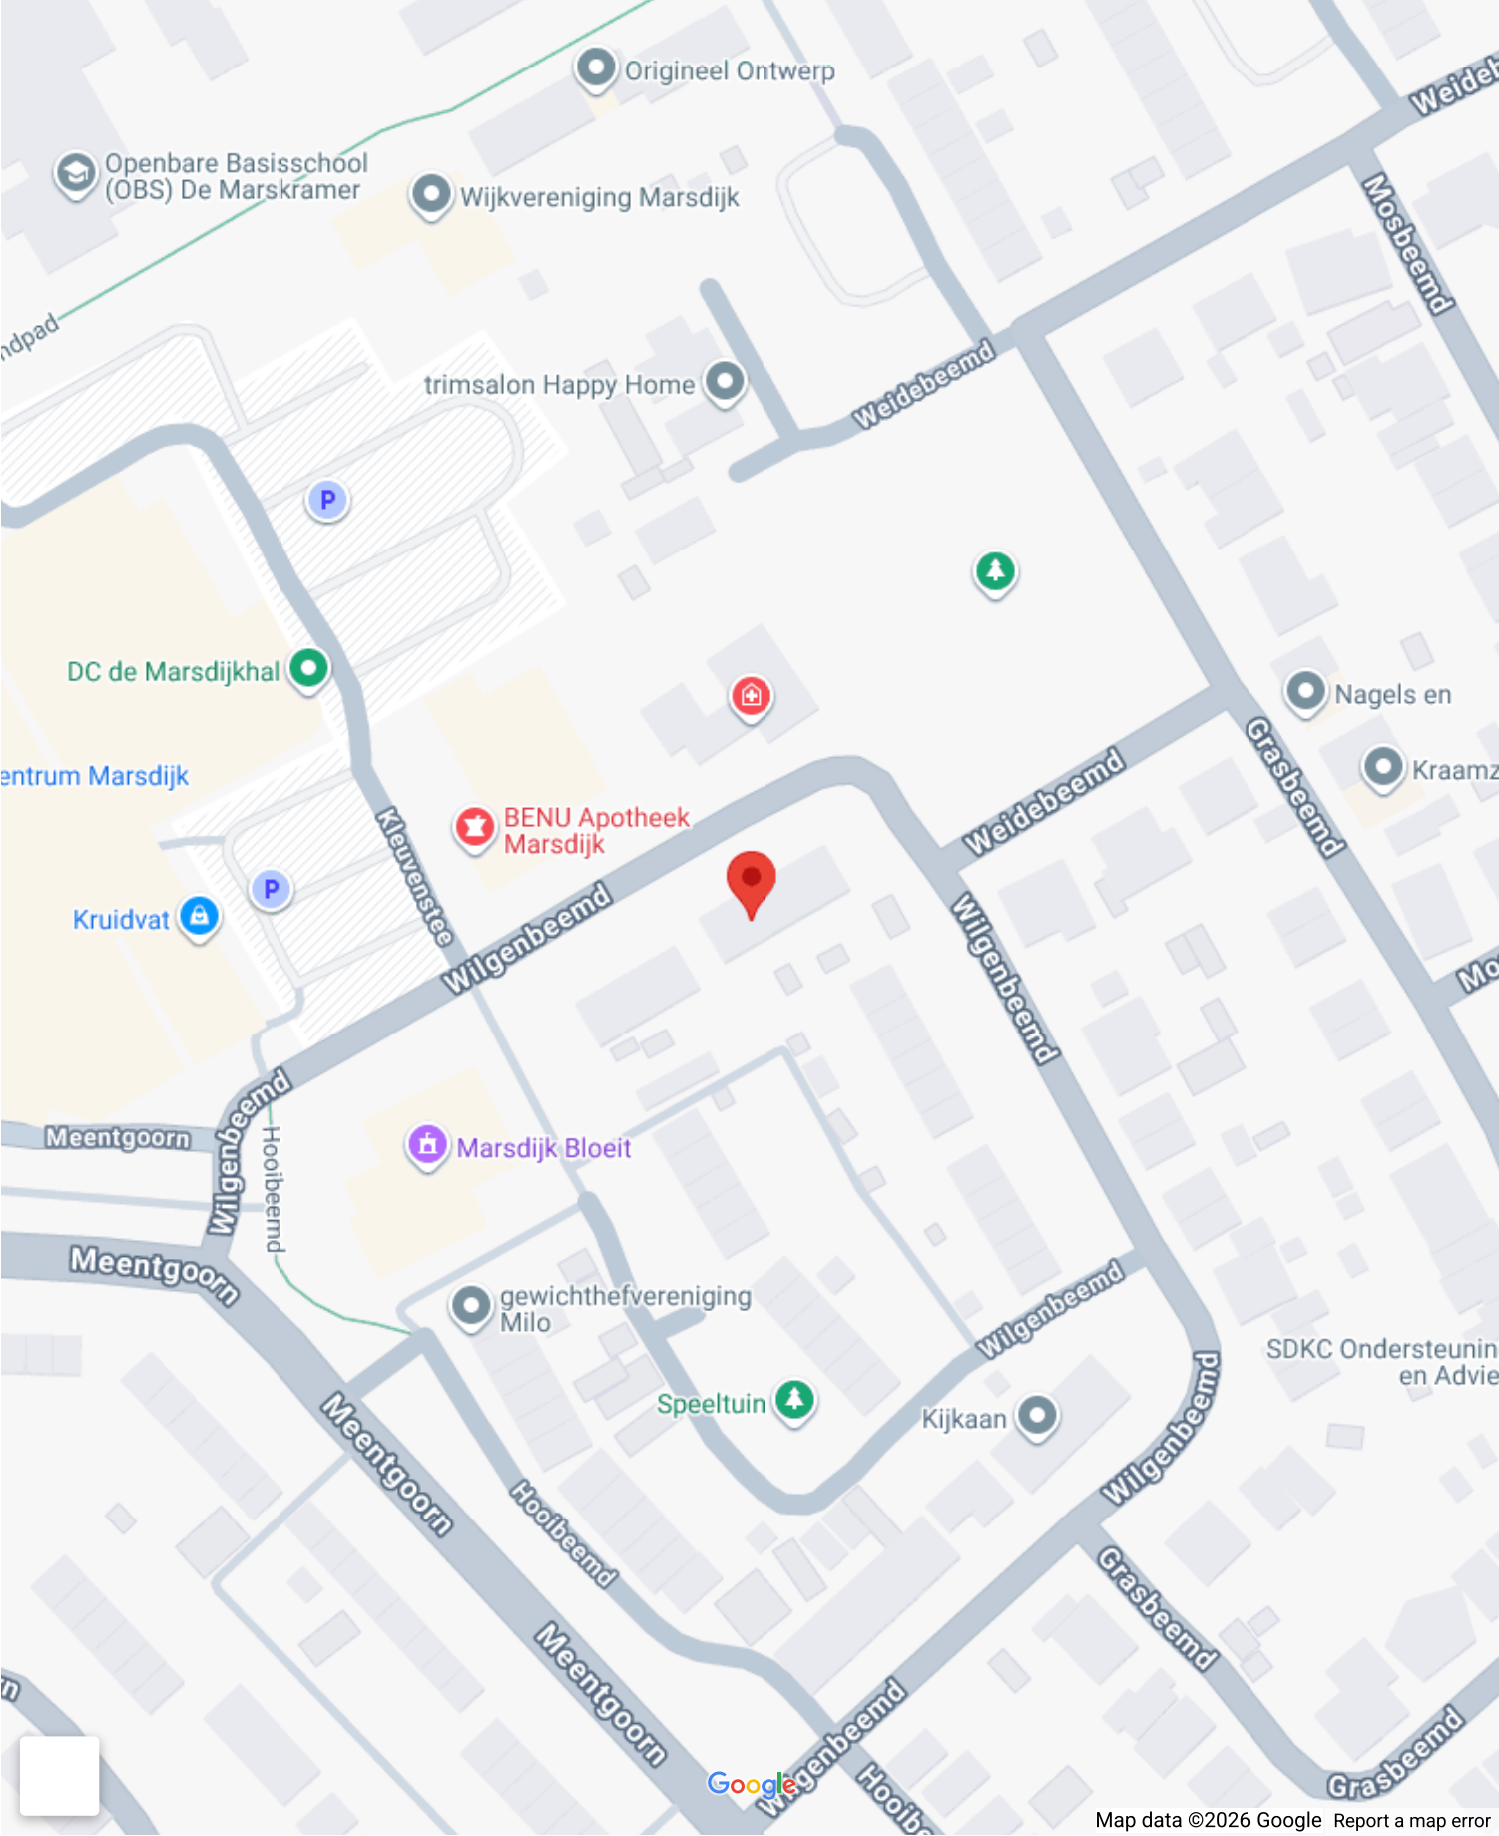 Origineel Ontwerp
Weideb
Openbare Basisschool
(OBS) De Marskramer
Wijkvereniging Marsdijk
Mosbeemd
ndpad
trimsalon Happy Home
Weidebeemd
P
DC de Marsdijkhal
Nagels en
Grasbeemd
Kraamz
entrum Marsdijk
Weidebeemd
BENU Apotheek
Marsdijk
Kleuvenstee
P
Kruidvat
Wilgenbeemd
Wilgenbeemd
Mo
Wilgenbeemd
Meentgoorn
Hooibeemd
Marsdijk Bloeit
Meentgoorn
gewichthefvereniging
Milo
Wilgenbeemd
SDKC Ondersteunin
en Advie
Wilgenbeemd
Speeltuin
Kijkaan
Meentgoorn
Hooibeemd
Grasbeemd
Meentgoorn
rn
Wilgenbeemd
Grasbeemd
Google
Hooibe
Map data ©2026 Google
Report a map error